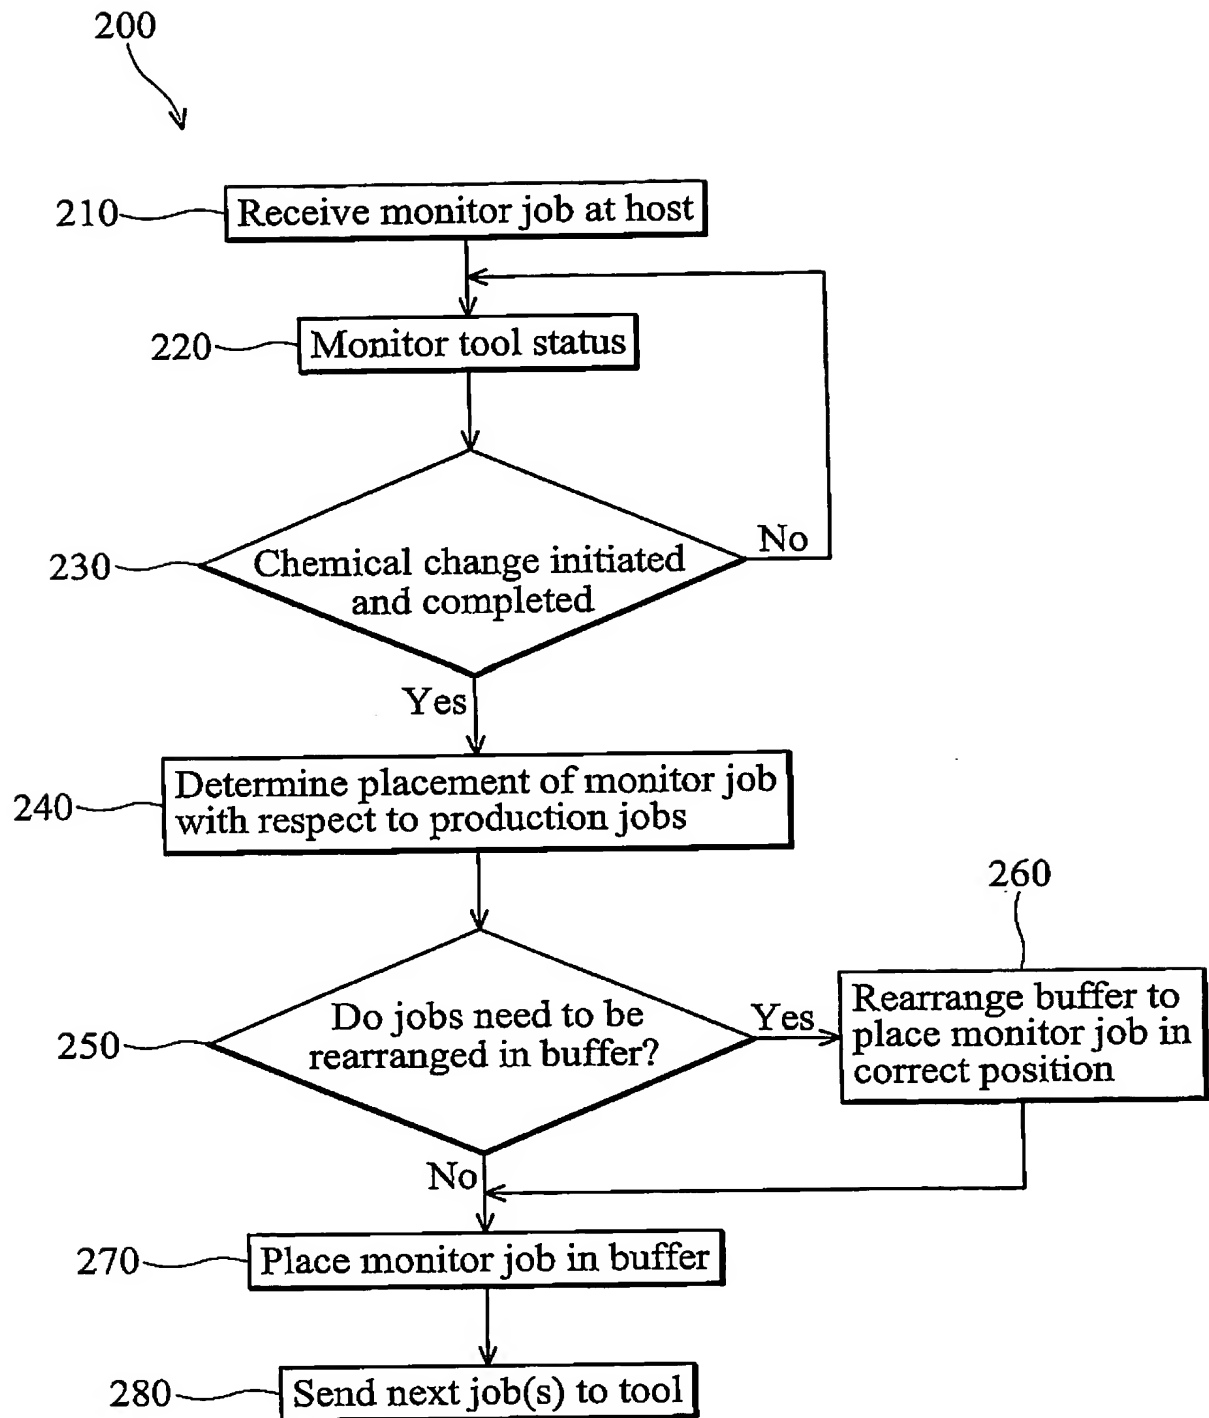 200
210
Receive monitor job at host
220
Monitor tool status
230
Chemical change initiated
and completed
No
Yes
240
Determine placement of monitor job
with respect to production jobs
260
250
Do jobs need to be
rearranged in buffer?
Yes
Rearrange buffer to
place monitor job in
correct position
No
270
Place monitor job in buffer
280
Send next job(s) to tool